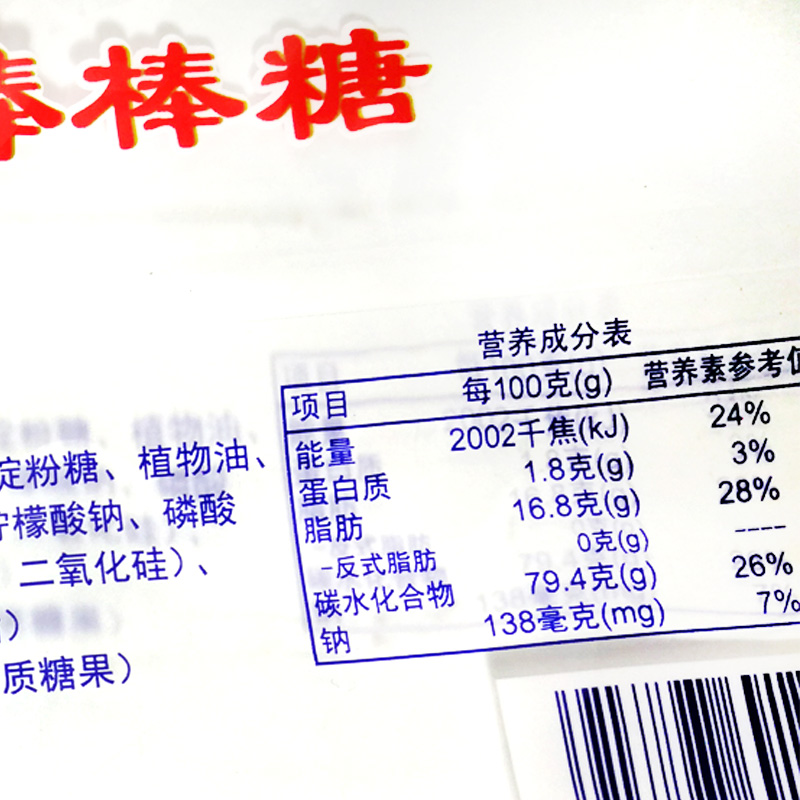 棒棒糖
营养成分表
项目 每100克(g) 营养素参考值
能量 2002千焦(kJ) 24%
蛋白质 1.8克(g) 3%
脂肪 16.8克(g) 28%
-反式脂肪 0克(g) ----
碳水化合物 79.4克(g) 26%
钠 138毫克(mg) 7%
淀粉糖、植物油、
柠檬酸钠、磷酸
二氧化硅)、
)
质糖果)